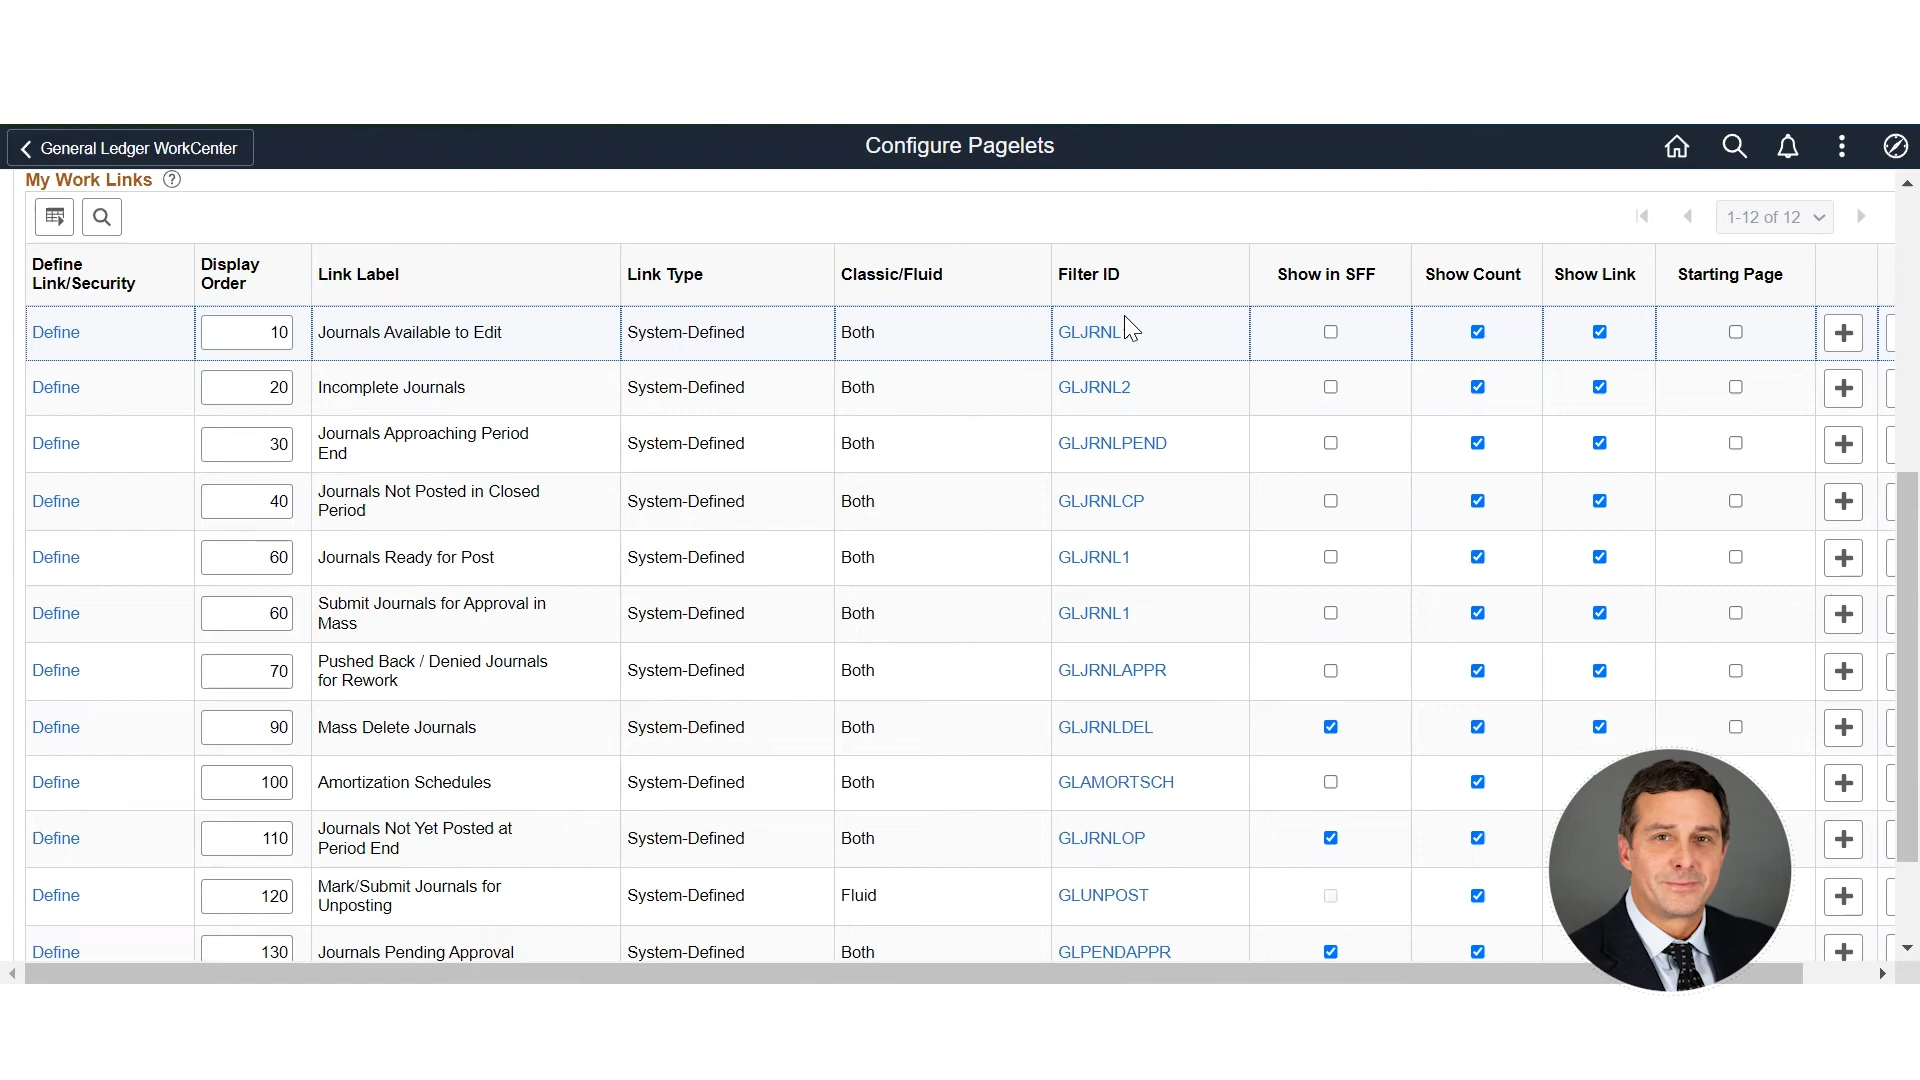 General Ledger WorkCenter
Configure Pagelets
My Work Links
1-12 of 12
Define
Link/Security
Display
Order
Link Label
Link Type
Classic/Fluid
Filter ID
Show in SFF
Show Count
Show Link
Starting Page
Define 10 Journals Available to Edit System-Defined Both GLJRNL
Define 20 Incomplete Journals System-Defined Both GLJRNL2
Define 30 Journals Approaching Period
End System-Defined Both GLJRNLPEND
Define 40 Journals Not Posted in Closed
Period System-Defined Both GLJRNLCP
Define 60 Journals Ready for Post System-Defined Both GLJRNL1
Define 60 Submit Journals for Approval in
Mass System-Defined Both GLJRNL1
Define 70 Pushed Back / Denied Journals
for Rework System-Defined Both GLJRNLAPPR
Define 90 Mass Delete Journals System-Defined Both GLJRNLDEL
Define 100 Amortization Schedules System-Defined Both GLAMORTSCH
Define 110 Journals Not Yet Posted at
Period End System-Defined Both GLJRNLOP
Define 120 Mark/Submit Journals for
Unposting System-Defined Fluid GLUNPOST
Define 130 Journals Pending Approval System-Defined Both GLPENDAPPR